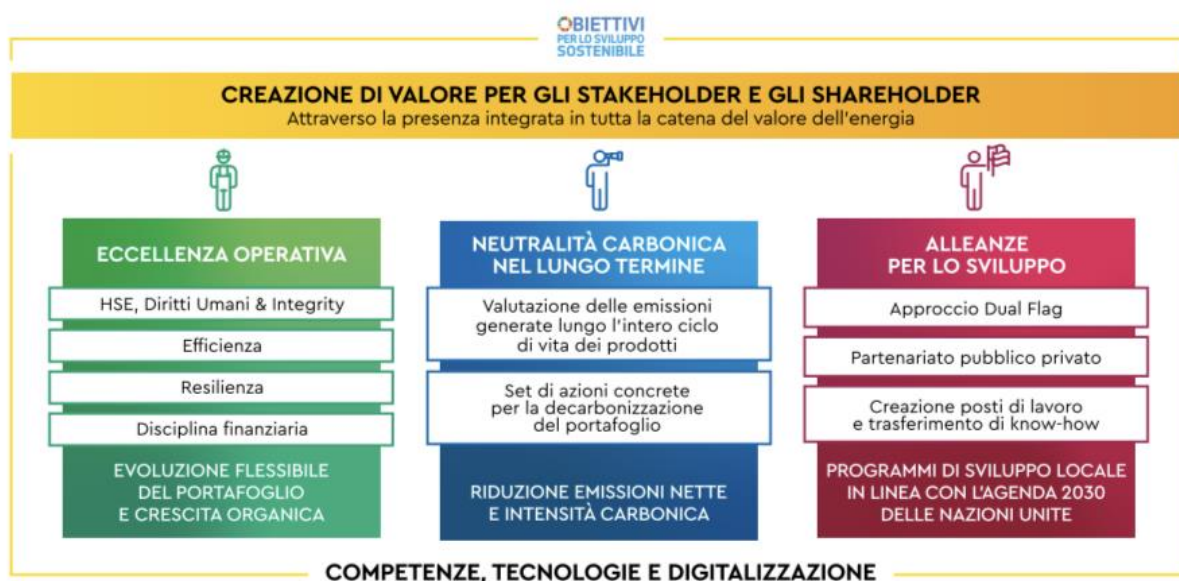 OBIETTIVI
PER LO SVILUPPO
SOSTENIBILE
CREAZIONE DI VALORE PER GLI STAKEHOLDER E GLI SHAREHOLDER
Attraverso la presenza integrata in tutta la catena del valore dell'energia
ECCELLENZA OPERATIVA
HSE, Diritti Umani & Integrity
Efficienza
Resilienza
Disciplina finanziaria
EVOLUZIONE FLESSIBILE
DEL PORTAFOGLIO
E CRESCITA ORGANICA
NEUTRALITÀ CARBONICA
NEL LUNGO TERMINE
Valutazione delle emissioni
generate lungo l'intero ciclo
di vita dei prodotti
Set di azioni concrete
per la decarbonizzazione
del portafoglio
RIDUZIONE EMISSIONI NETTE
E INTENSITÀ CARBONICA
ALLEANZE
PER LO SVILUPPO
Approccio Dual Flag
Partenariato pubblico privato
Creazione posti di lavoro
e trasferimento di know-how
PROGRAMMI DI SVILUPPO LOCALE
IN LINEA CON L'AGENDA 2030
DELLE NAZIONI UNITE
COMPETENZE, TECNOLOGIE E DIGITALIZZAZIONE